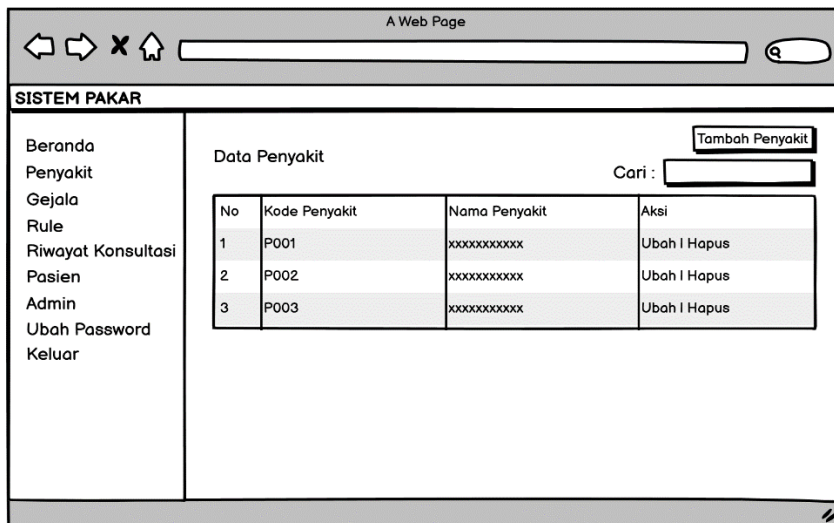 A Web Page
SISTEM PAKAR
Beranda
Penyakit
Gejala
Rule
Riwayat Konsultasi
Pasien
Admin
Ubah Password
Keluar
Tambah Penyakit
Data Penyakit
Cari :
No Kode Penyakit Nama Penyakit Aksi
1 P001 xxxxxxxxxxx Ubah | Hapus
2 P002 xxxxxxxxxxx Ubah | Hapus
3 P003 xxxxxxxxxxx Ubah | Hapus